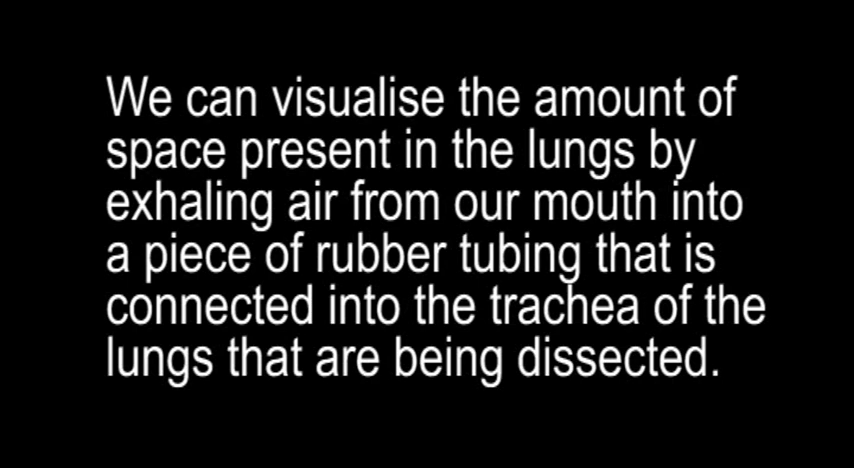 We can visualise the amount of
space present in the lungs by
exhaling air from our mouth into
a piece of rubber tubing that is
connected into the trachea of the
lungs that are being dissected.